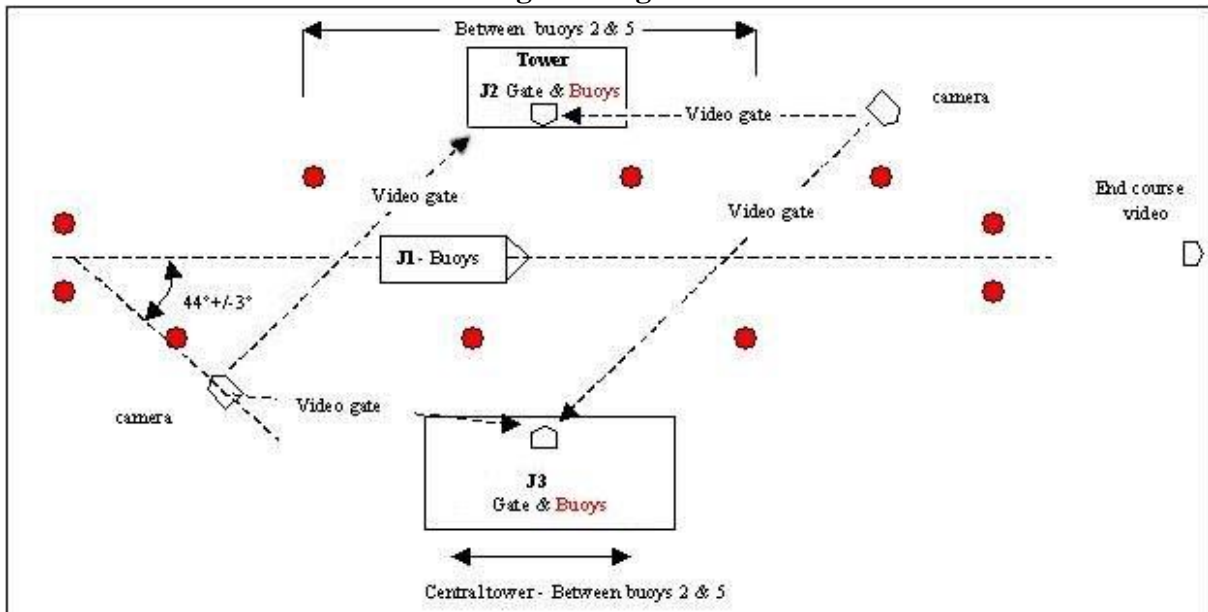 Between buoys 2 & 5
Tower
J2 Gate & Buoys
Video gate
camera
Video gate
Video gate
End course
video
J1 - Buoys
44°+/-3°
camera
Video gate
J3
Gate & Buoys
Central tower - Between buoys 2 & 5